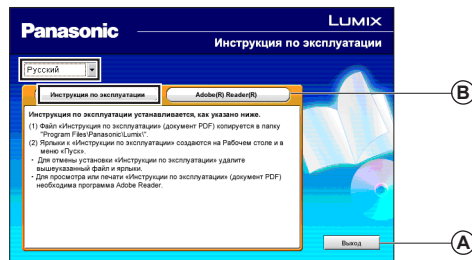 Panasonic
LUMIX
Инструкция по эксплуатации
Русский
Инструкция по эксплуатации
Adobe(R) Reader(R)
B
Инструкция по эксплуатации устанавливается, как указано ниже.
(1) Файл «Инструкция по эксплуатации» (документ PDF) копируется в папку
"Program Files\Panasonic\Lumix\".
(2) Ярлыки к «Инструкции по эксплуатации» создаются на Рабочем столе и в
меню «Пуск».
· Для отмены установки «Инструкции по эксплуатации» удалите
вышеуказанный файл и ярлыки.
· Для просмотра или печати «Инструкции по эксплуатации» (документ PDF)
необходима программа Adobe Reader.
Выход
A